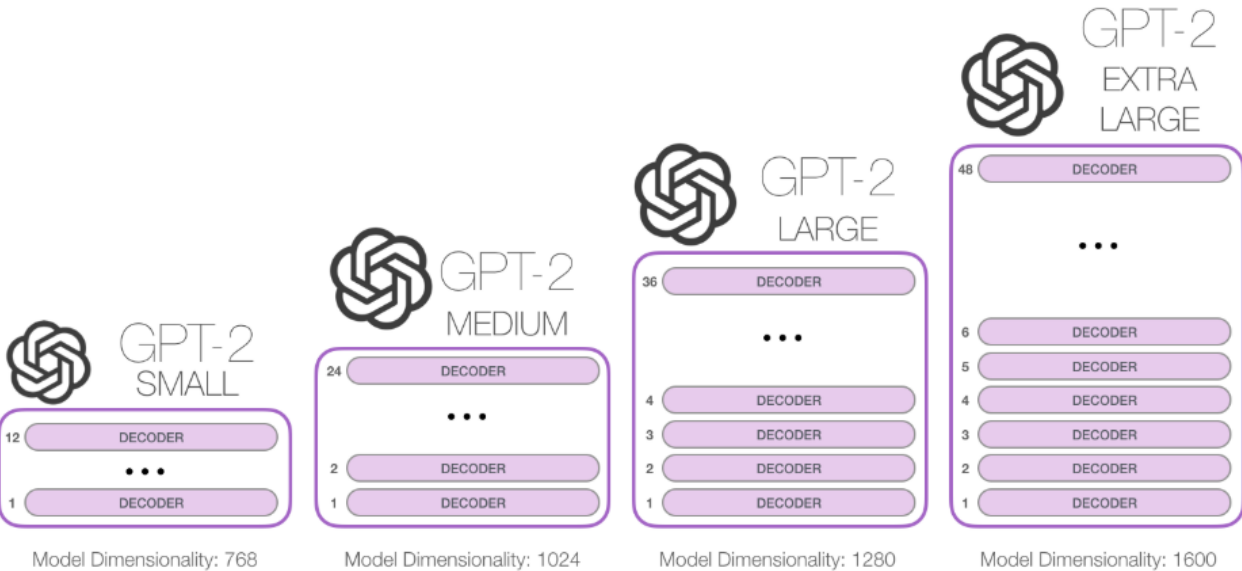 GPT-2
SMALL
12 DECODER
...
1 DECODER
Model Dimensionality: 768
GPT-2
MEDIUM
24 DECODER
...
2 DECODER
1 DECODER
Model Dimensionality: 1024
GPT-2
LARGE
36 DECODER
...
4 DECODER
3 DECODER
2 DECODER
1 DECODER
Model Dimensionality: 1280
GPT-2
EXTRA
LARGE
48 DECODER
...
6 DECODER
5 DECODER
4 DECODER
3 DECODER
2 DECODER
1 DECODER
Model Dimensionality: 1600